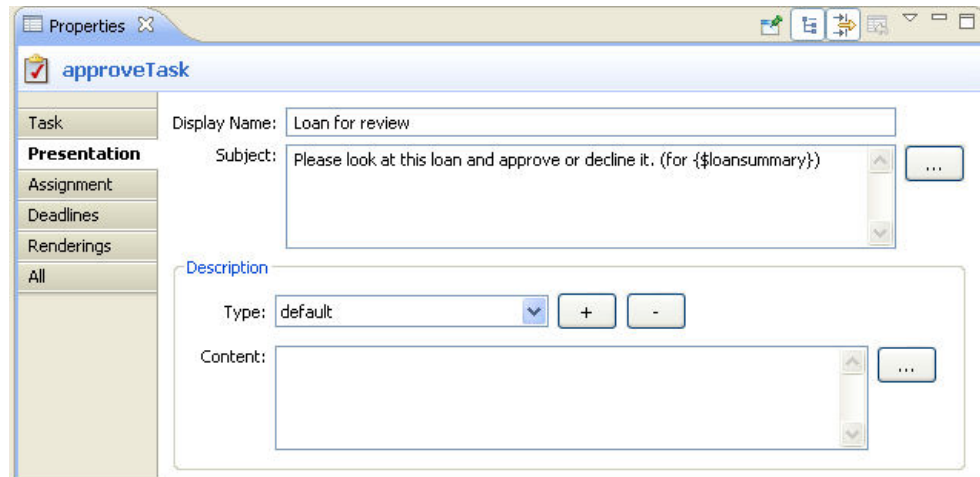 Properties
approveTask
Task
Presentation
Assignment
Deadlines
Renderings
All
Display Name: Loan for review
Subject: Please look at this loan and approve or decline it. (for {$loansummary})
...
Description
Type: default
+ -
Content:
...